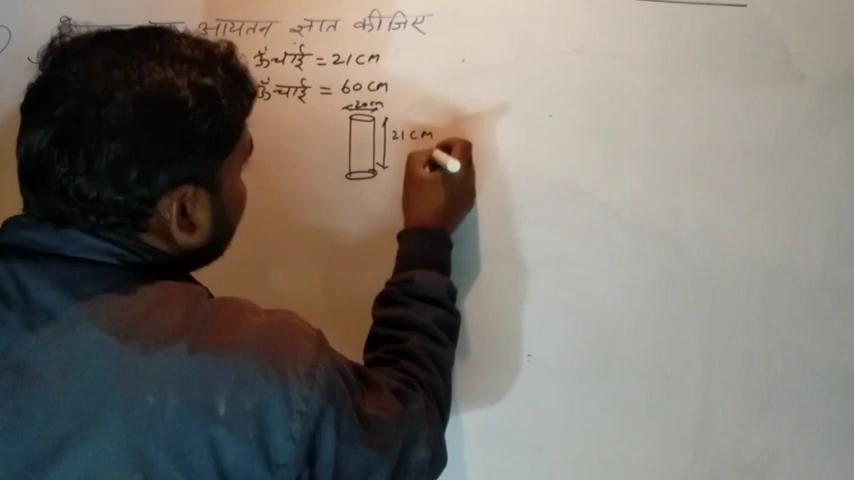 आयतन ज्ञात कीजिए
ऊँचाई = 21 CM
ऊँचाई = 60 CM
21 CM